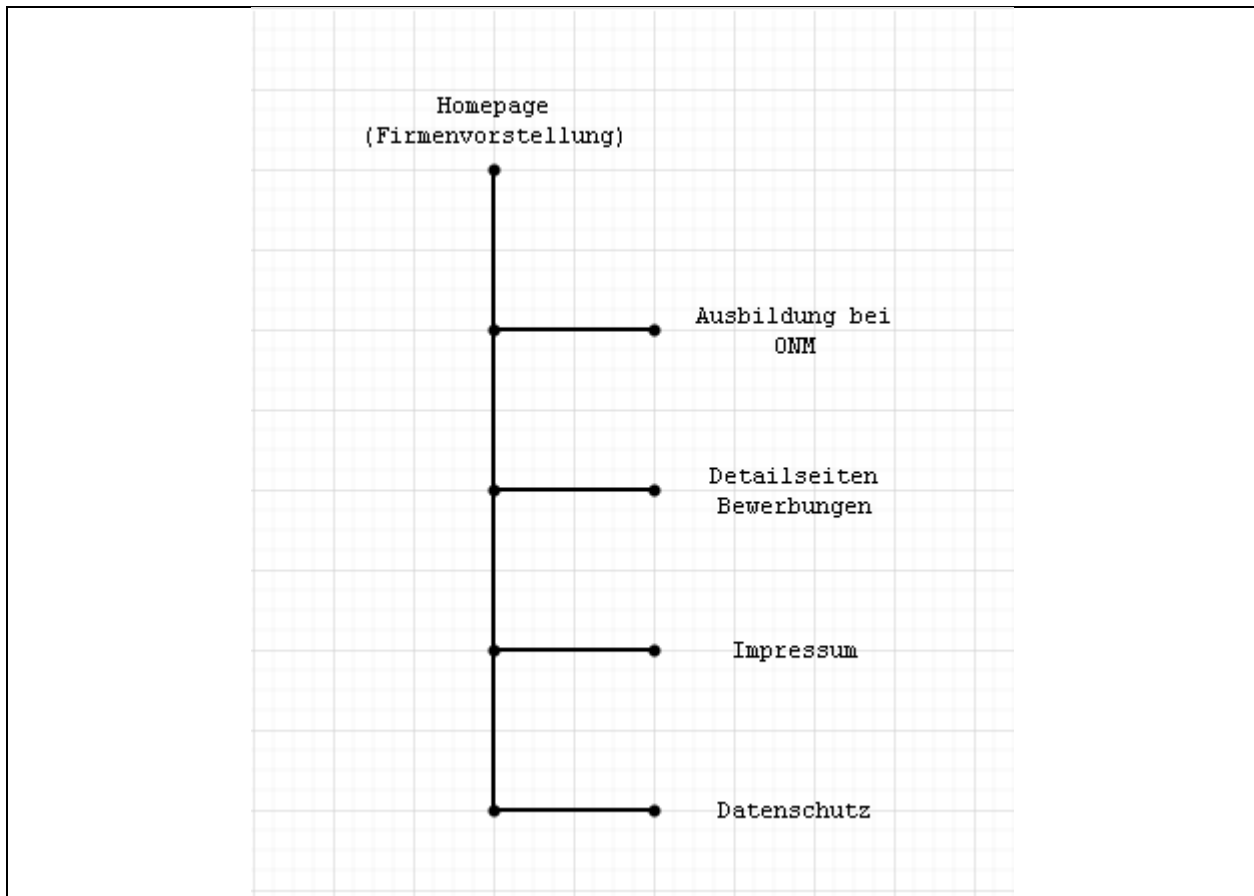 Homepage
(Firmenvorstellung)
Ausbildung bei
ONM
Detailseiten
Bewerbungen
Impressum
Datenschutz